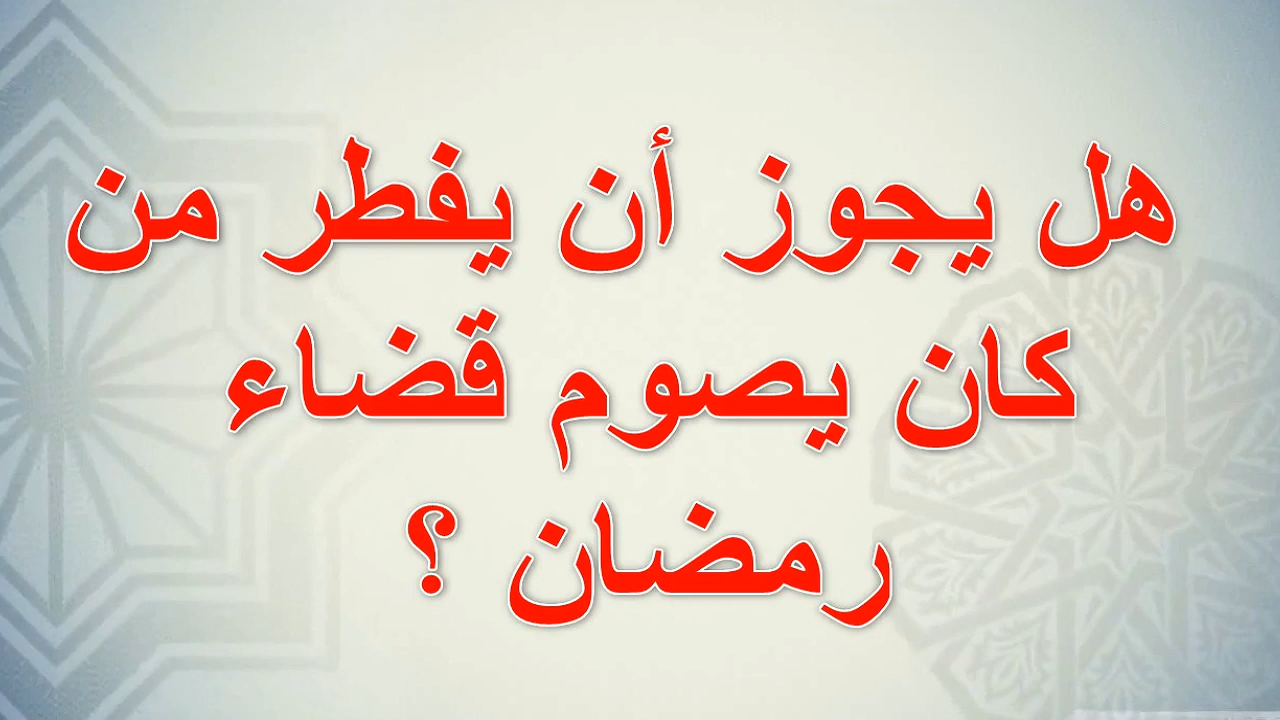 هل يجوز أن يفطر من
كان يصوم قضاء
رمضان ؟